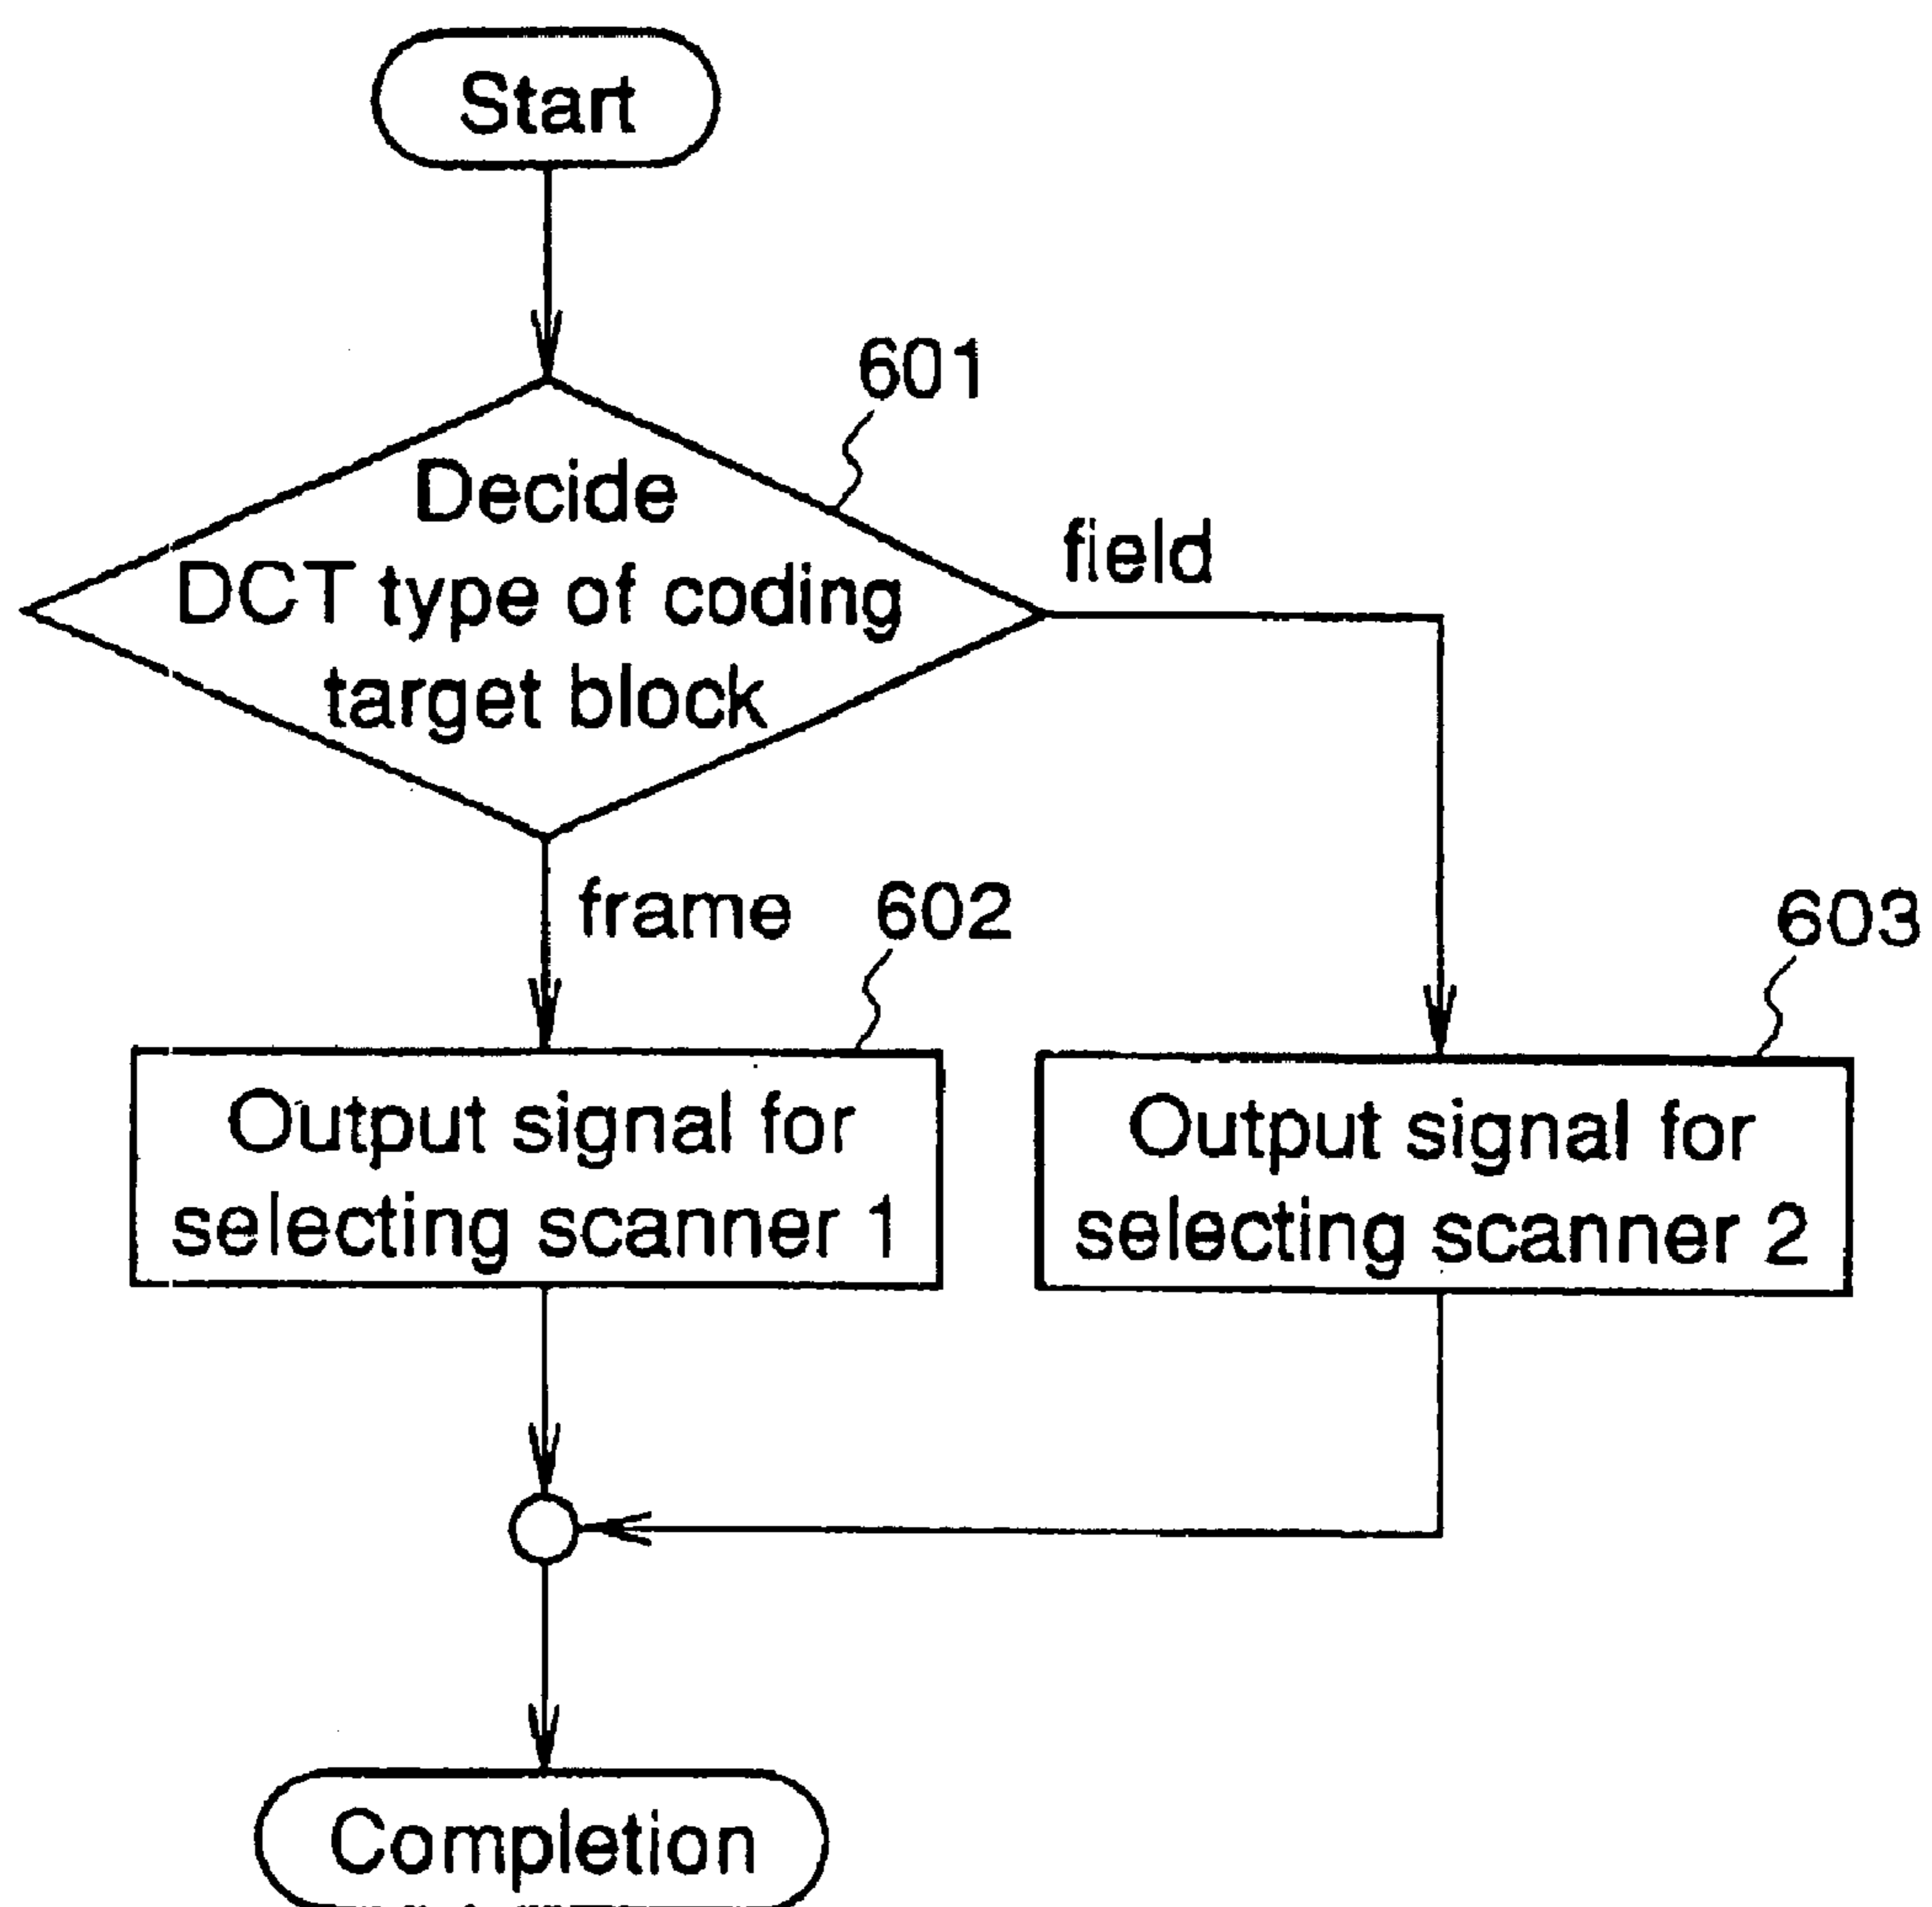 Start
601
Decide
DCT type of coding
target block
field
frame
602
603
Output signal for
selecting scanner 1
Output signal for
selecting scanner 2
Completion